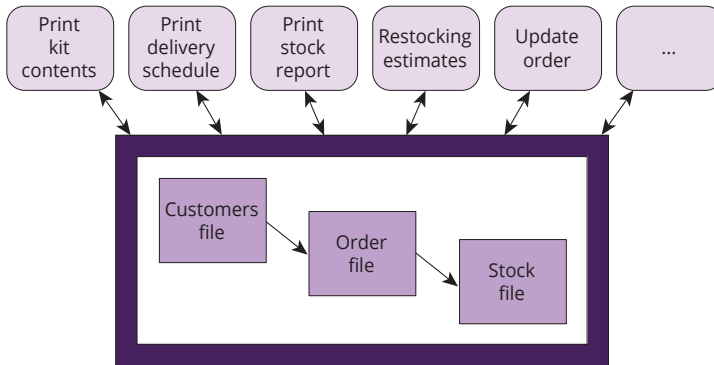 Print
kit
contents
Print
delivery
schedule
Print
stock
report
Restocking
estimates
Update
order
...
Customers
file
Order
file
Stock
file